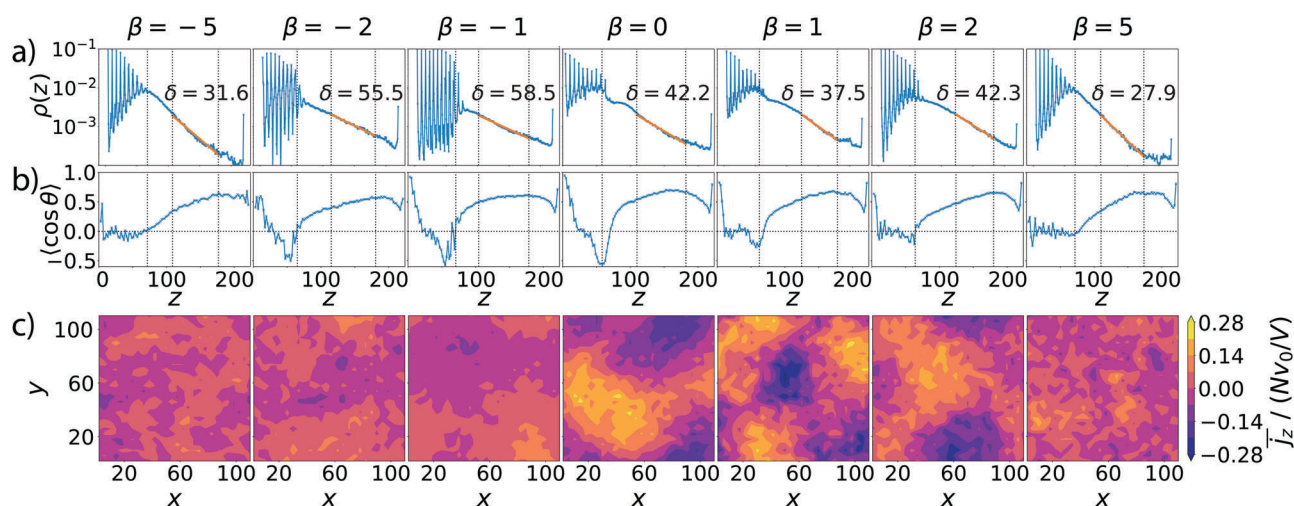 β = −5 β = −2 β = −1 β = 0 β = 1 β = 2 β = 5
a)
ρ(z)
10⁻¹
10⁻²
10⁻³
δ = 31.6 δ = 55.5 δ = 58.5 δ = 42.2 δ = 37.5 δ = 42.3 δ = 27.9
b)
−⟨cos θ⟩
1.0
0.5
0.0
−0.5
0 100 200 0 100 200 0 100 200 0 100 200 0 100 200 0 100 200 0 100 200
z z z z z z z
c)
y
100
60
20
0.28
0.14
0.00
−0.14
−0.28
j̄z / (Nv₀/V)
20 60 100 20 60 100 20 60 100 20 60 100 20 60 100 20 60 100 20 60 100
x x x x x x x